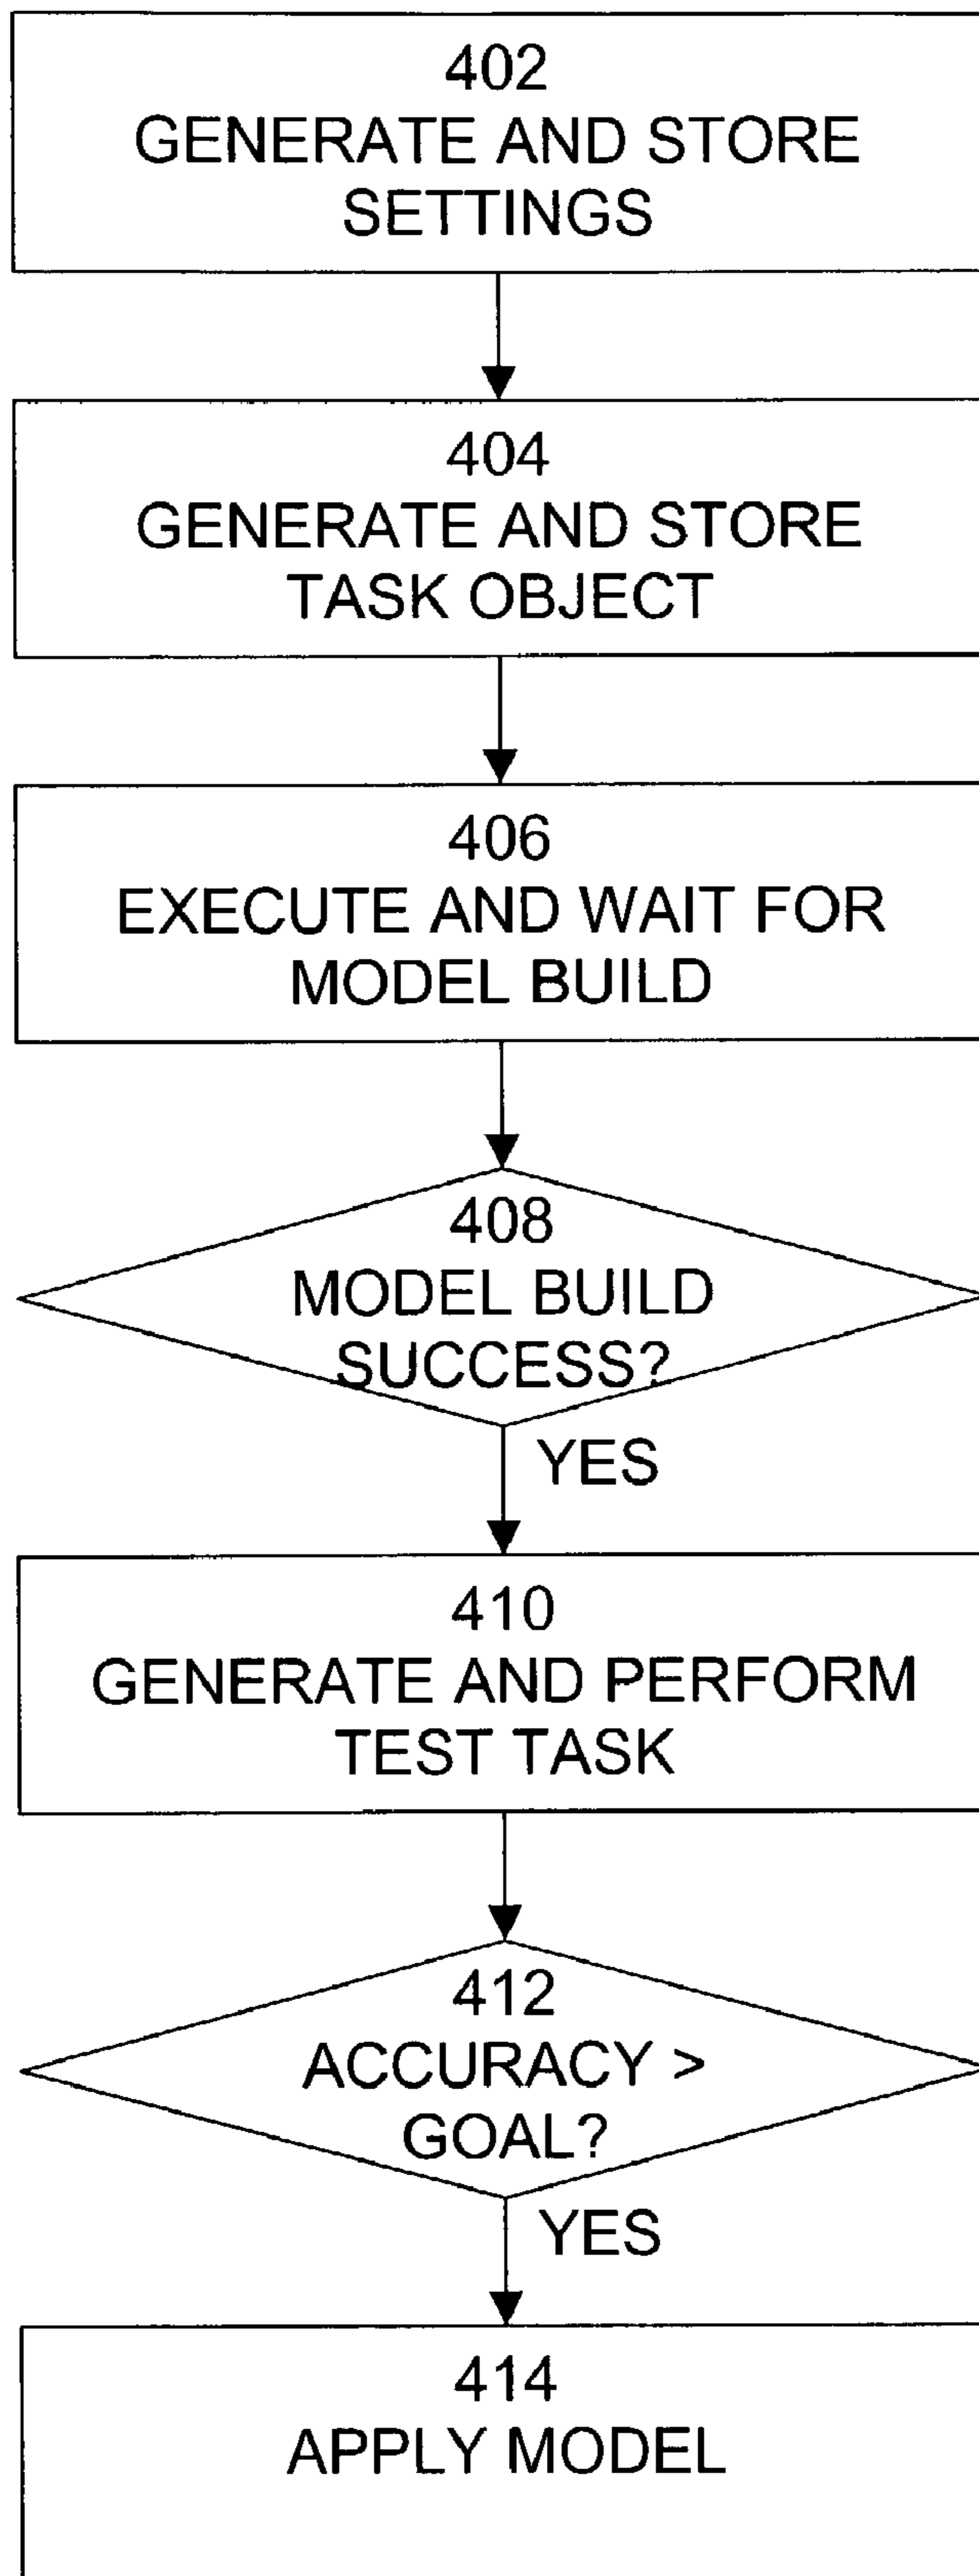 402
GENERATE AND STORE
SETTINGS
404
GENERATE AND STORE
TASK OBJECT
406
EXECUTE AND WAIT FOR
MODEL BUILD
408
MODEL BUILD
SUCCESS?
YES
410
GENERATE AND PERFORM
TEST TASK
412
ACCURACY >
GOAL?
YES
414
APPLY MODEL